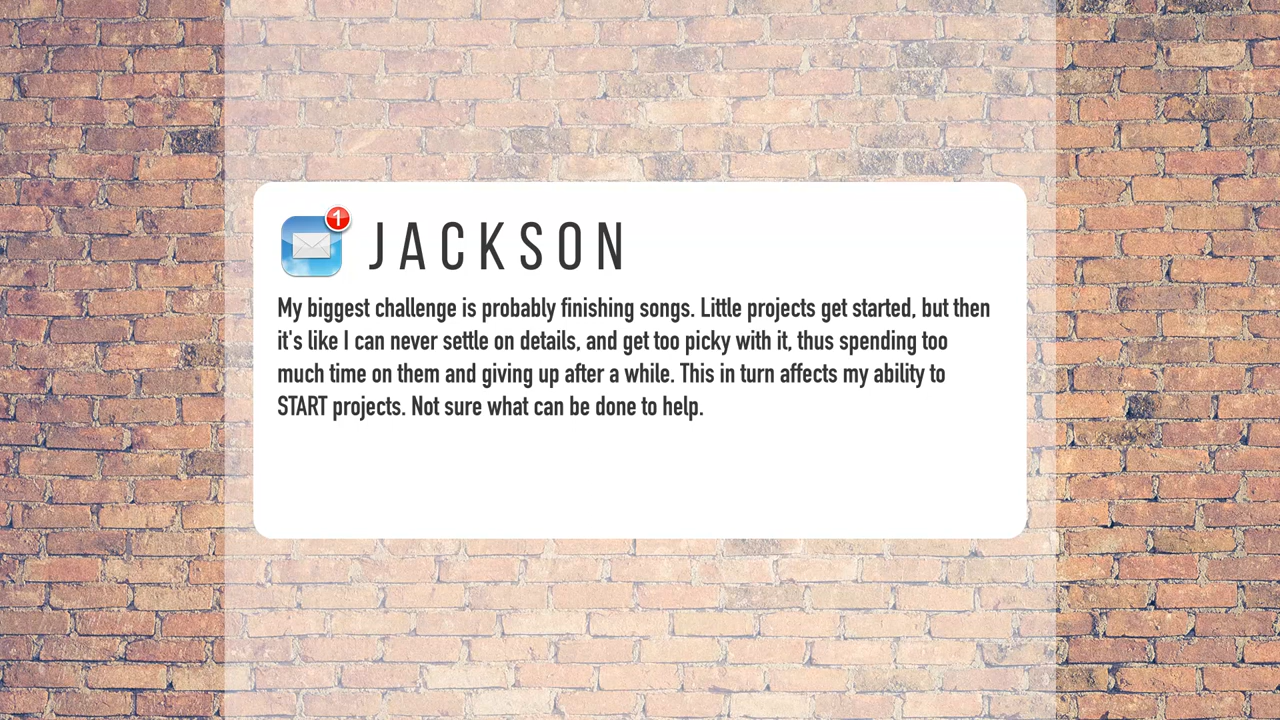 1
JACKSON
My biggest challenge is probably finishing songs. Little projects get started, but then
it's like I can never settle on details, and get too picky with it, thus spending too
much time on them and giving up after a while. This in turn affects my ability to
START projects. Not sure what can be done to help.